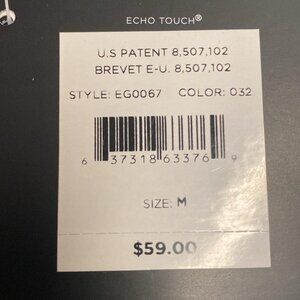 ECHO TOUCH®
U.S PATENT 8,507,102
BREVET E-U. 8,507,102
STYLE: EG0067 COLOR: 032
6 37318 63376 9
SIZE: M
$59.00